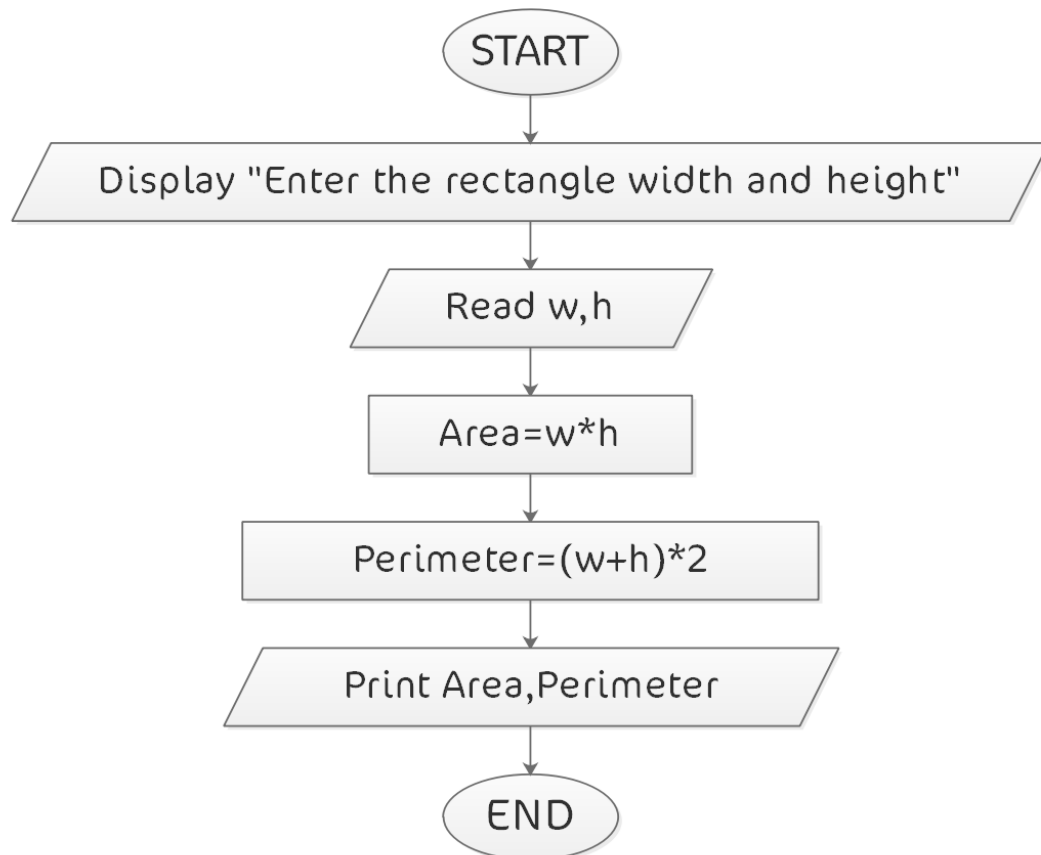 START
Display "Enter the rectangle width and height"
Read w,h
Area=w*h
Perimeter=(w+h)*2
Print Area,Perimeter
END